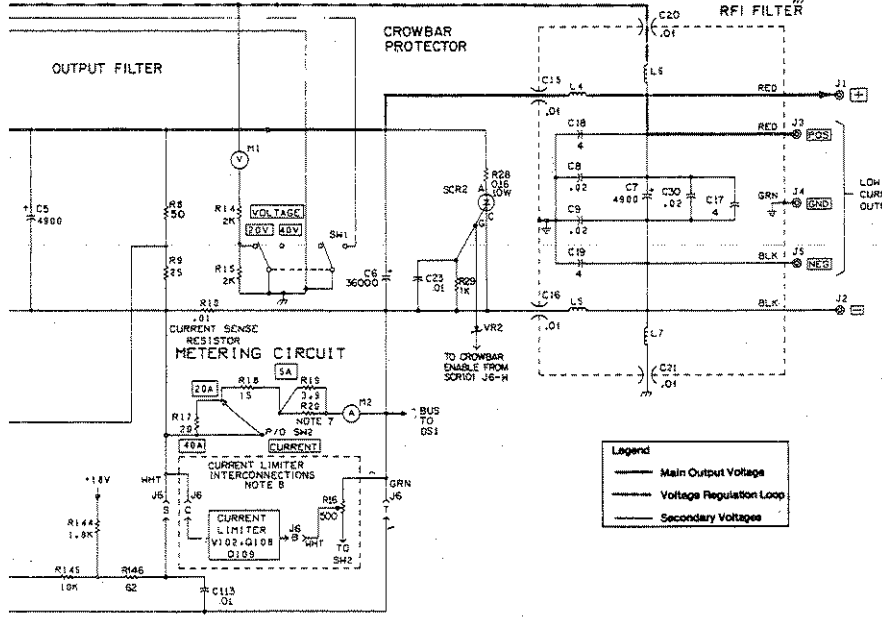 RFI FILTER
C20
.01
CROWBAR
PROTECTOR
OUTPUT FILTER
L6
C15
.01
L4
RED
J1
+
C18
4
RED
J3
POS
M1
V
R28
0.16
10W
SCR2
A
G
C
C8
.02
C7
4900
C30
.02
C17
4
GRN
J4
GND
LOW
CURR
OUTP
C5
4900
R8
50
R14
2K
VOLTAGE
20V
40V
SW1
C9
.02
R9
25
R15
2K
C6
36000
C23
.01
R29
1K
C19
4
BLK
J5
NEG
R10
.01
CURRENT SENSE
RESISTOR
C16
.01
L5
BLK
J2
VR2
L7
METERING CIRCUIT
TO CROWBAR
ENABLE FROM
SCR101 J6-H
C21
.01
5A
R18
15
R19
3.9
20A
R20
NOTE 7
M2
A
BUS
TO
DS1
R17
20
40A
P/O SW2
CURRENT
CURRENT LIMITER
INTERCONNECTIONS
NOTE 8
+18V
WHT
GRN
J6
S
J6
C
R16
500
J6
T
R144
1.8K
CURRENT
LIMITER
V102,Q108
Q109
J6
B
WHT
TO
SW2
R145
10K
R146
62
C113
.01
Legend
Main Output Voltage
Voltage Regulation Loop
Secondary Voltages